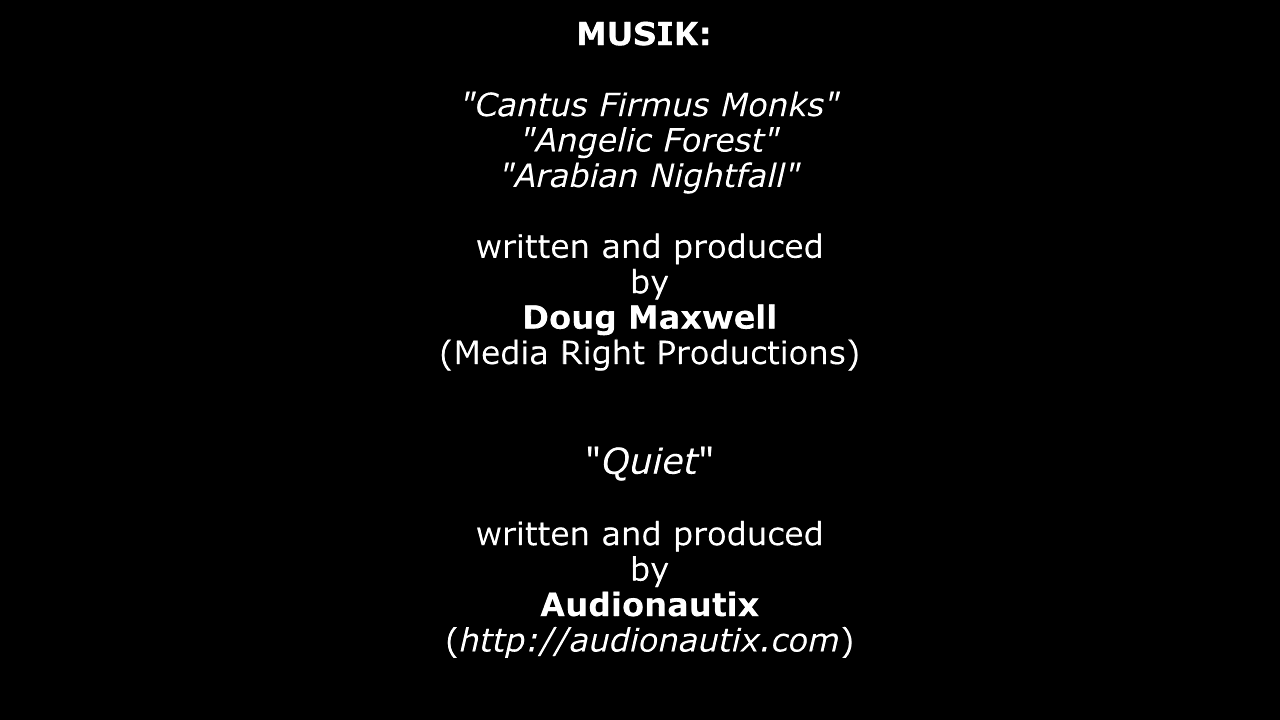 MUSIK:
"Cantus Firmus Monks"
"Angelic Forest"
"Arabian Nightfall"
written and produced
by
Doug Maxwell
(Media Right Productions)
"Quiet"
written and produced
by
Audionautix
(http://audionautix.com)